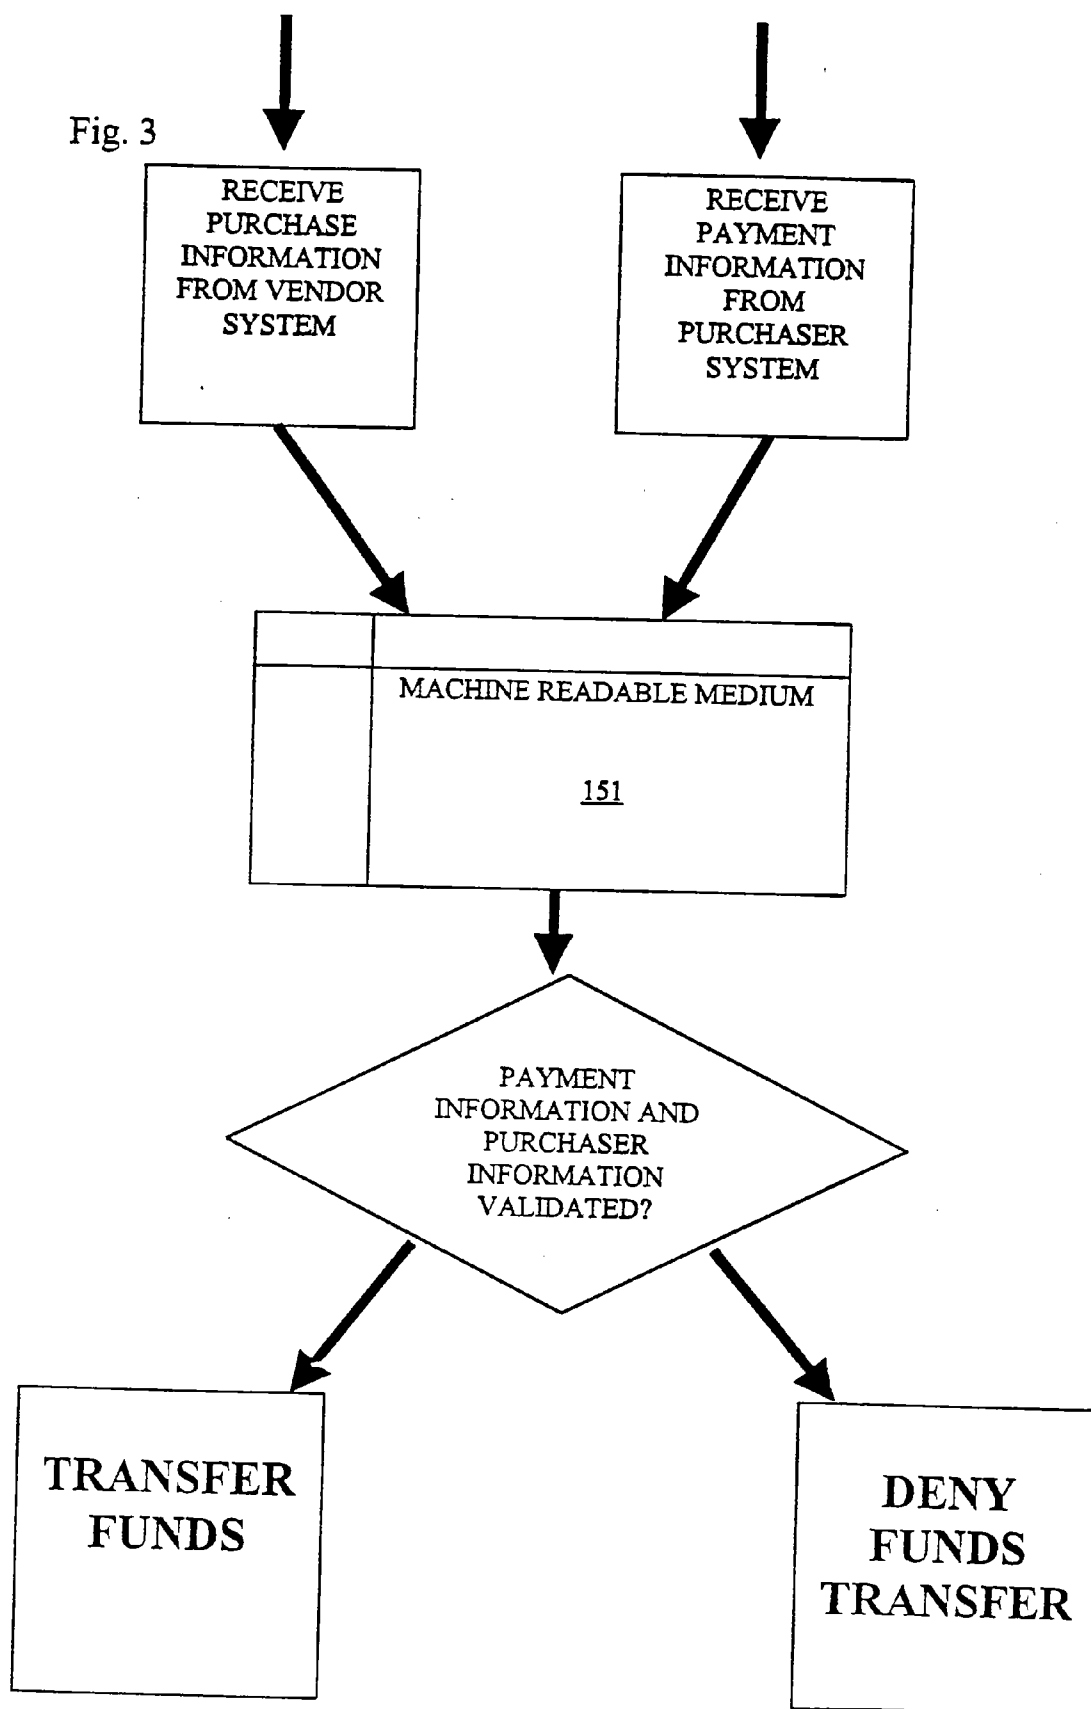 Fig. 3
RECEIVE
PURCHASE
INFORMATION
FROM VENDOR
SYSTEM
RECEIVE
PAYMENT
INFORMATION
FROM
PURCHASER
SYSTEM
MACHINE READABLE MEDIUM
151
PAYMENT
INFORMATION AND
PURCHASER
INFORMATION
VALIDATED?
TRANSFER
FUNDS
DENY
FUNDS
TRANSFER